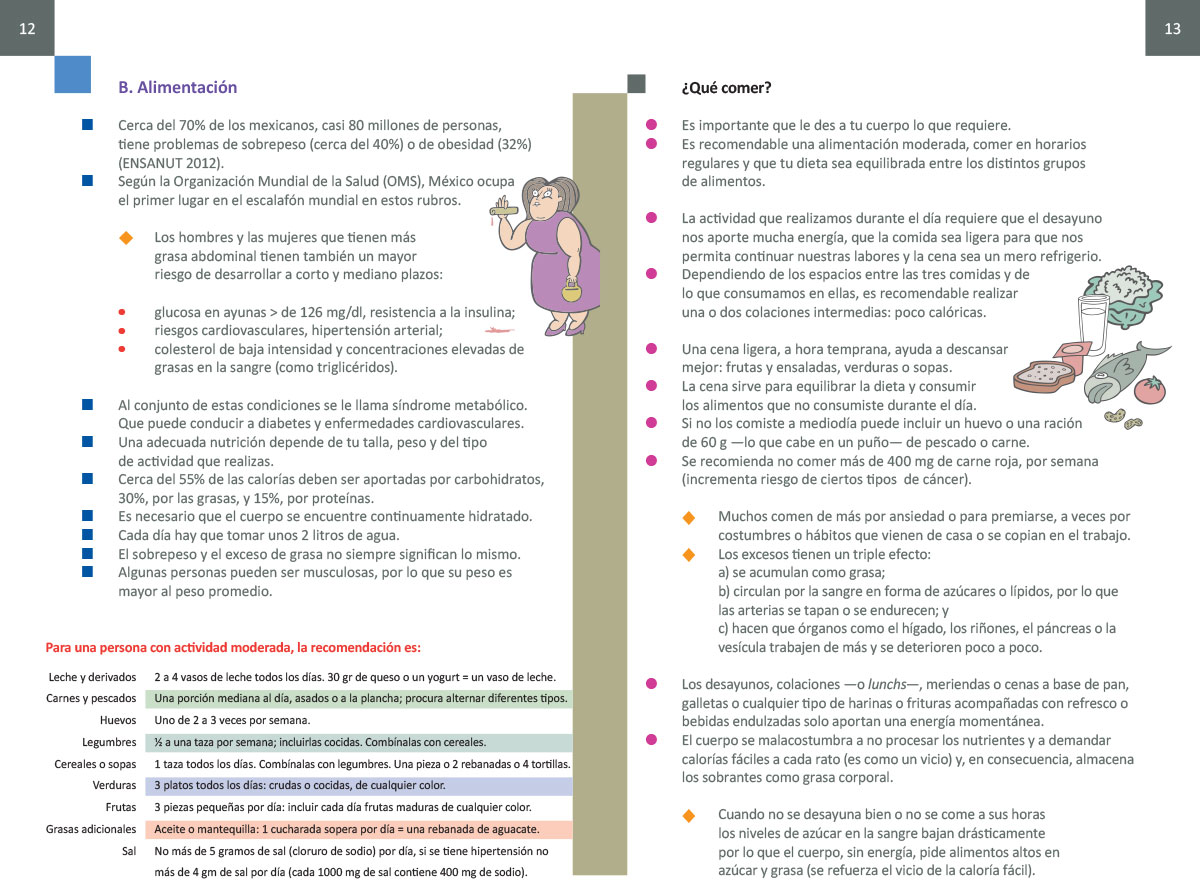 12
B. Alimentación
Cerca del 70% de los mexicanos, casi 80 millones de personas,
tiene problemas de sobrepeso (cerca del 40%) o de obesidad (32%)
(ENSANUT 2012).
Según la Organización Mundial de la Salud (OMS), México ocupa
el primer lugar en el escalafón mundial en estos rubros.
Los hombres y las mujeres que tienen más
grasa abdominal tienen también un mayor
riesgo de desarrollar a corto y mediano plazos:
glucosa en ayunas > de 126 mg/dl, resistencia a la insulina;
riesgos cardiovasculares, hipertensión arterial;
colesterol de baja intensidad y concentraciones elevadas de
grasas en la sangre (como triglicéridos).
Al conjunto de estas condiciones se le llama síndrome metabólico.
Que puede conducir a diabetes y enfermedades cardiovasculares.
Una adecuada nutrición depende de tu talla, peso y del tipo
de actividad que realizas.
Cerca del 55% de las calorías deben ser aportadas por carbohidratos,
30%, por las grasas, y 15%, por proteínas.
Es necesario que el cuerpo se encuentre continuamente hidratado.
Cada día hay que tomar unos 2 litros de agua.
El sobrepeso y el exceso de grasa no siempre significan lo mismo.
Algunas personas pueden ser musculosas, por lo que su peso es
mayor al peso promedio.
Para una persona con actividad moderada, la recomendación es:
Leche y derivados 2 a 4 vasos de leche todos los días. 30 gr de queso o un yogurt = un vaso de leche.
Carnes y pescados Una porción mediana al día, asados o a la plancha; procura alternar diferentes tipos.
Huevos Uno de 2 a 3 veces por semana.
Legumbres ½ a una taza por semana; incluirlas cocidas. Combínalas con cereales.
Cereales o sopas 1 taza todos los días. Combínalas con legumbres. Una pieza o 2 rebanadas o 4 tortillas.
Verduras 3 platos todos los días: crudas o cocidas, de cualquier color.
Frutas 3 piezas pequeñas por día: incluir cada día frutas maduras de cualquier color.
Grasas adicionales Aceite o mantequilla: 1 cucharada sopera por día = una rebanada de aguacate.
Sal No más de 5 gramos de sal (cloruro de sodio) por día, si se tiene hipertensión no
más de 4 gm de sal por día (cada 1000 mg de sal contiene 400 mg de sodio).
13
¿Qué comer?
Es importante que le des a tu cuerpo lo que requiere.
Es recomendable una alimentación moderada, comer en horarios
regulares y que tu dieta sea equilibrada entre los distintos grupos
de alimentos.
La actividad que realizamos durante el día requiere que el desayuno
nos aporte mucha energía, que la comida sea ligera para que nos
permita continuar nuestras labores y la cena sea un mero refrigerio.
Dependiendo de los espacios entre las tres comidas y de
lo que consumamos en ellas, es recomendable realizar
una o dos colaciones intermedias: poco calóricas.
Una cena ligera, a hora temprana, ayuda a descansar
mejor: frutas y ensaladas, verduras o sopas.
La cena sirve para equilibrar la dieta y consumir
los alimentos que no consumiste durante el día.
Si no los comiste a mediodía puede incluir un huevo o una ración
de 60 g —lo que cabe en un puño— de pescado o carne.
Se recomienda no comer más de 400 mg de carne roja, por semana
(incrementa riesgo de ciertos tipos de cáncer).
Muchos comen de más por ansiedad o para premiarse, a veces por
costumbres o hábitos que vienen de casa o se copian en el trabajo.
Los excesos tienen un triple efecto:
a) se acumulan como grasa;
b) circulan por la sangre en forma de azúcares o lípidos, por lo que
las arterias se tapan o se endurecen; y
c) hacen que órganos como el hígado, los riñones, el páncreas o la
vesícula trabajen de más y se deterioren poco a poco.
Los desayunos, colaciones —o lunchs—, meriendas o cenas a base de pan,
galletas o cualquier tipo de harinas o frituras acompañadas con refresco o
bebidas endulzadas solo aportan una energía momentánea.
El cuerpo se malacostumbra a no procesar los nutrientes y a demandar
calorías fáciles a cada rato (es como un vicio) y, en consecuencia, almacena
los sobrantes como grasa corporal.
Cuando no se desayuna bien o no se come a sus horas
los niveles de azúcar en la sangre bajan drásticamente
por lo que el cuerpo, sin energía, pide alimentos altos en
azúcar y grasa (se refuerza el vicio de la caloría fácil).